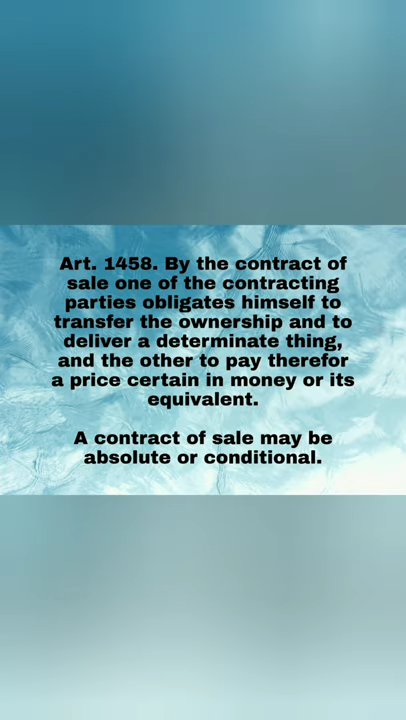 Art. 1458. By the contract of
sale one of the contracting
parties obligates himself to
transfer the ownership and to
deliver a determinate thing,
and the other to pay therefor
a price certain in money or its
equivalent.
A contract of sale may be
absolute or conditional.